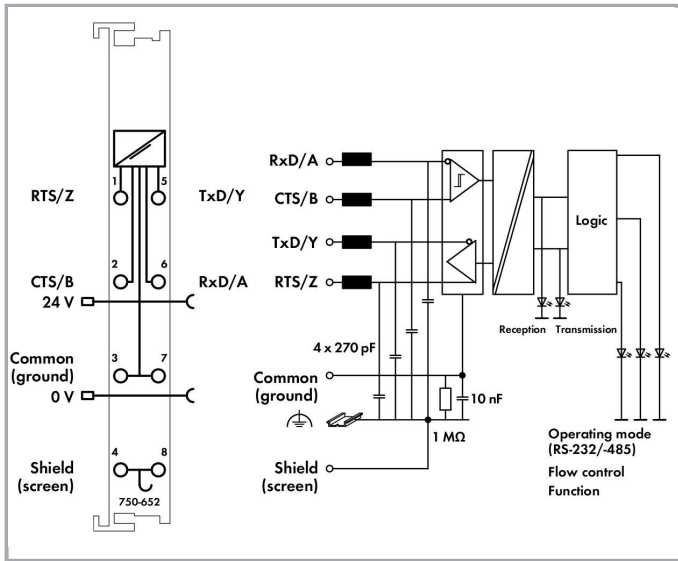 1
5
RTS/Z
TxD/Y
2
6
CTS/B
RxD/A
24 V
3
7
Common
(ground)
0 V
4
8
Shield
(screen)
750-652
RxD/A
CTS/B
TxD/Y
RTS/Z
Logic
Reception
Transmission
4 x 270 pF
Common
(ground)
10 nF
1 MΩ
Shield
(screen)
Operating mode
(RS-232/-485)
Flow control
Function